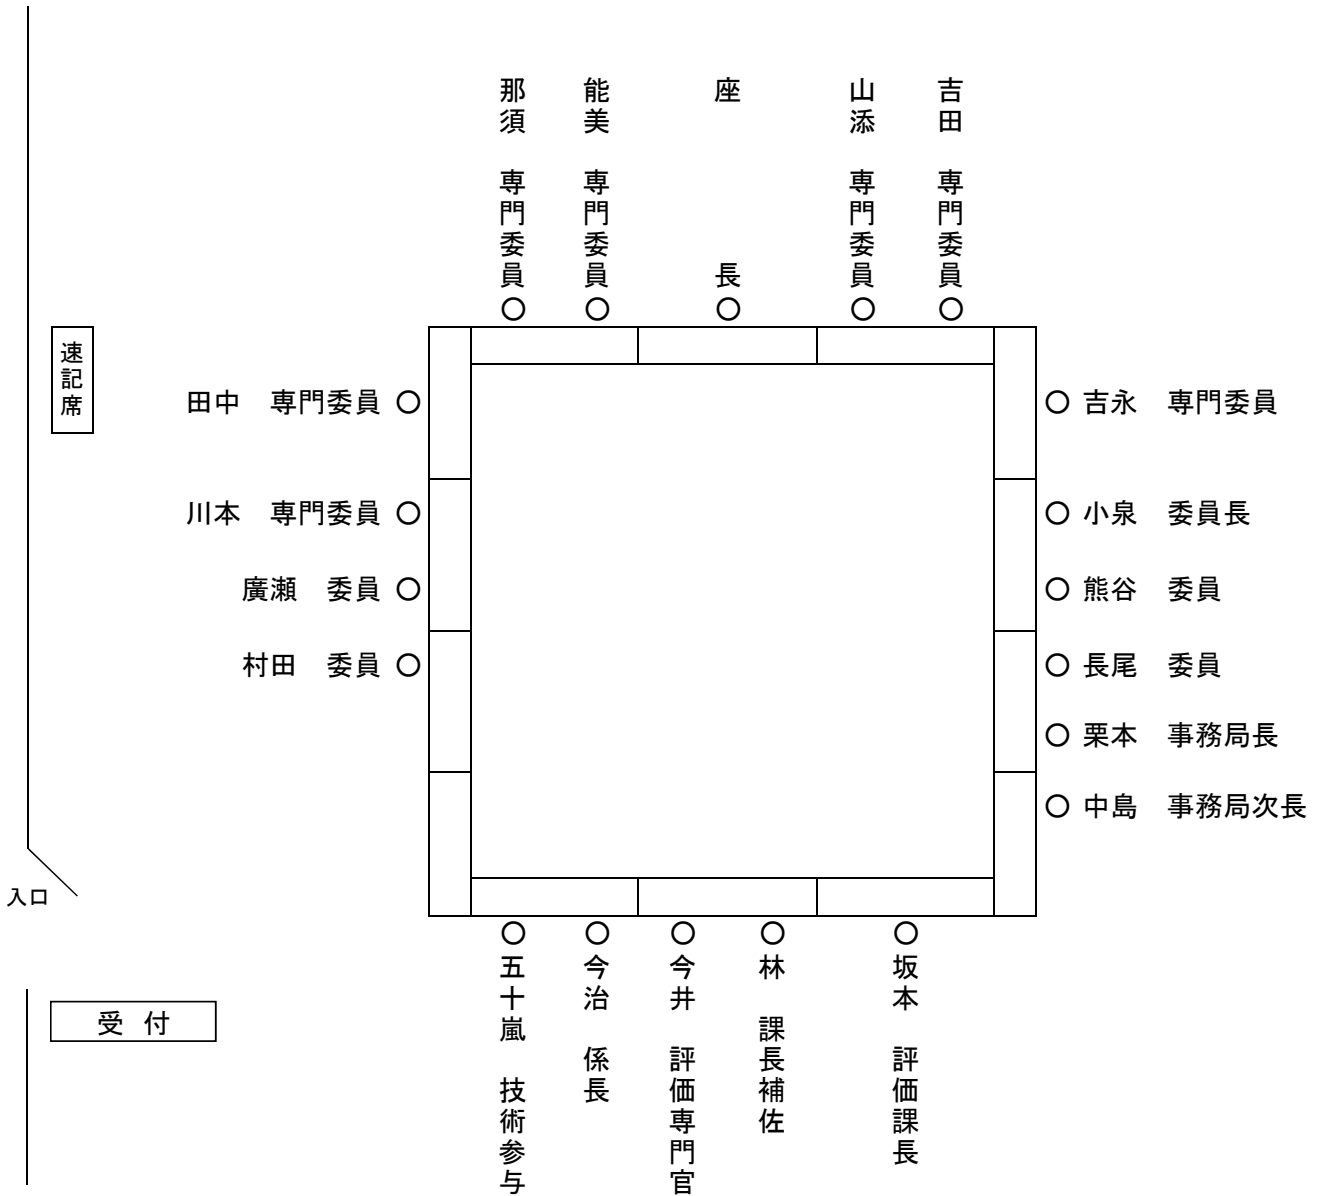 那須　専門委員
能美　専門委員
座　長
山添　専門委員
吉田　専門委員
速記席
田中　専門委員
川本　専門委員
廣瀬　委員
村田　委員
吉永　専門委員
小泉　委員長
熊谷　委員
長尾　委員
栗本　事務局長
中島　事務局次長
入口
受　付
五十嵐　技術参与
今治　係長
今井　評価専門官
林　課長補佐
坂本　評価課長